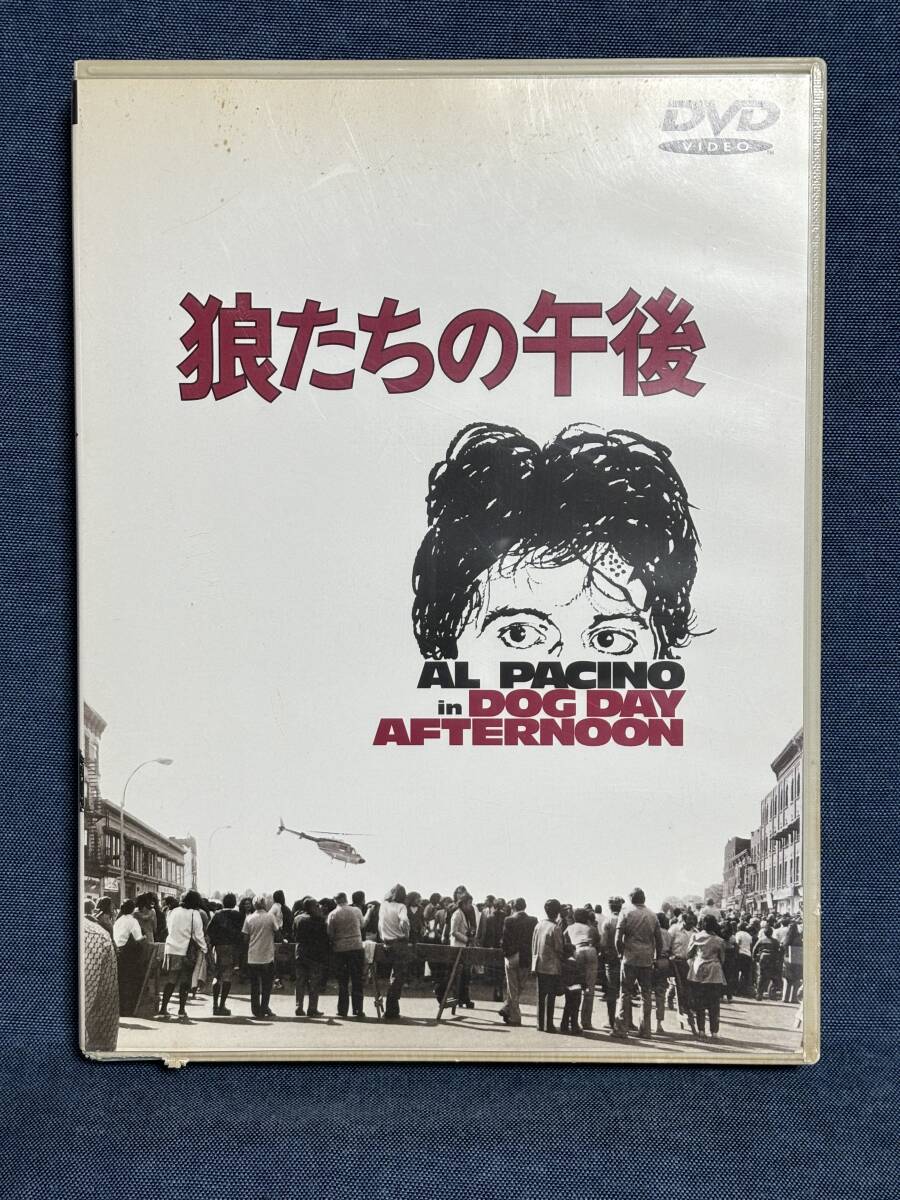 DVD
VIDEO
狼たちの午後
AL PACINO
in DOG DAY
AFTERNOON